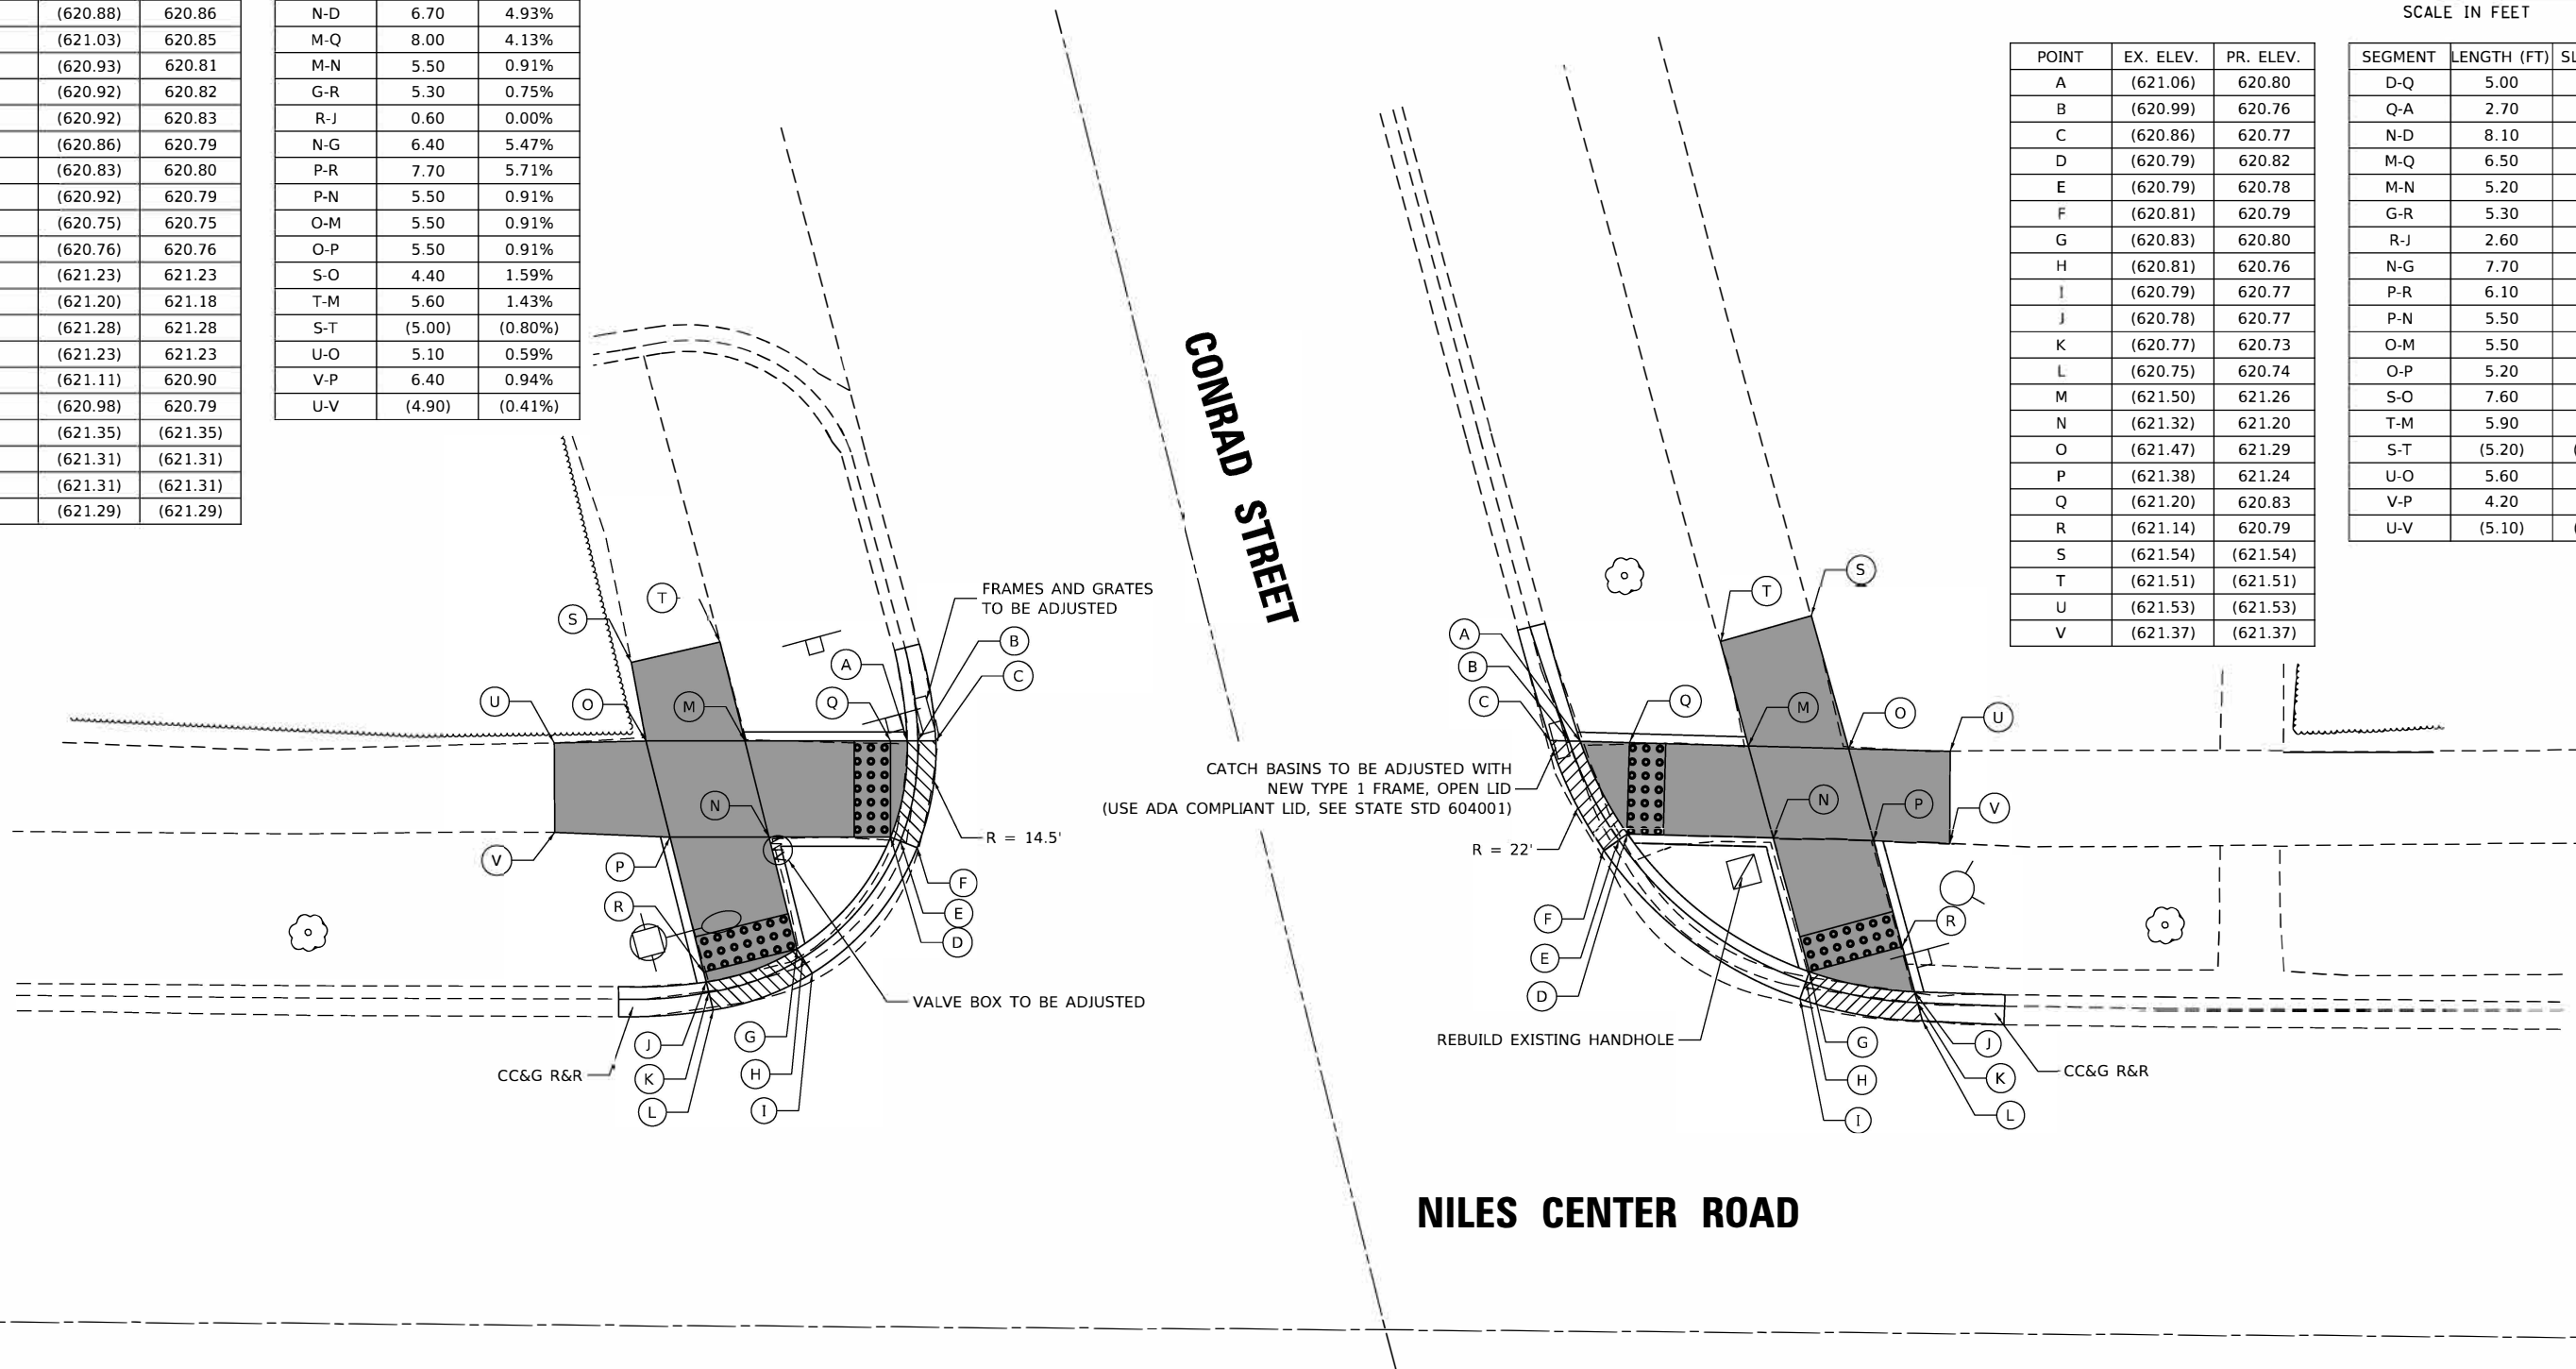 (620.88) 620.86
(621.03) 620.85
(620.93) 620.81
(620.92) 620.82
(620.92) 620.83
(620.86) 620.79
(620.83) 620.80
(620.92) 620.79
(620.75) 620.75
(620.76) 620.76
(621.23) 621.23
(621.20) 621.18
(621.28) 621.28
(621.23) 621.23
(621.11) 620.90
(620.98) 620.79
(621.35) (621.35)
(621.31) (621.31)
(621.31) (621.31)
(621.29) (621.29)
N-D 6.70 4.93%
M-Q 8.00 4.13%
M-N 5.50 0.91%
G-R 5.30 0.75%
R-J 0.60 0.00%
N-G 6.40 5.47%
P-R 7.70 5.71%
P-N 5.50 0.91%
O-M 5.50 0.91%
O-P 5.50 0.91%
S-O 4.40 1.59%
T-M 5.60 1.43%
S-T (5.00) (0.80%)
U-O 5.10 0.59%
V-P 6.40 0.94%
U-V (4.90) (0.41%)
SCALE IN FEET
POINT EX. ELEV. PR. ELEV.
A (621.06) 620.80
B (620.99) 620.76
C (620.86) 620.77
D (620.79) 620.82
E (620.79) 620.78
F (620.81) 620.79
G (620.83) 620.80
H (620.81) 620.76
I (620.79) 620.77
J (620.78) 620.77
K (620.77) 620.73
L (620.75) 620.74
M (621.50) 621.26
N (621.32) 621.20
O (621.47) 621.29
P (621.38) 621.24
Q (621.20) 620.83
R (621.14) 620.79
S (621.54) (621.54)
T (621.51) (621.51)
U (621.53) (621.53)
V (621.37) (621.37)
SEGMENT LENGTH (FT) SL
D-Q 5.00
Q-A 2.70
N-D 8.10
M-Q 6.50
M-N 5.20
G-R 5.30
R-J 2.60
N-G 7.70
P-R 6.10
P-N 5.50
O-M 5.50
O-P 5.20
S-O 7.60
T-M 5.90
S-T (5.20) (
U-O 5.60
V-P 4.20
U-V (5.10) (
CONRAD STREET
T
S
U
O
M
A
Q
FRAMES AND GRATES
TO BE ADJUSTED
B
C
N
R = 14.5'
V
P
R
F
E
D
VALVE BOX TO BE ADJUSTED
J
G
K
H
L
I
CC&G R&R
A
B
C
Q
T
S
M
O
U
CATCH BASINS TO BE ADJUSTED WITH
NEW TYPE 1 FRAME, OPEN LID
(USE ADA COMPLIANT LID, SEE STATE STD 604001)
N
P
V
R = 22'
F
E
D
R
REBUILD EXISTING HANDHOLE
G
J
H
K
I
L
CC&G R&R
NILES CENTER ROAD